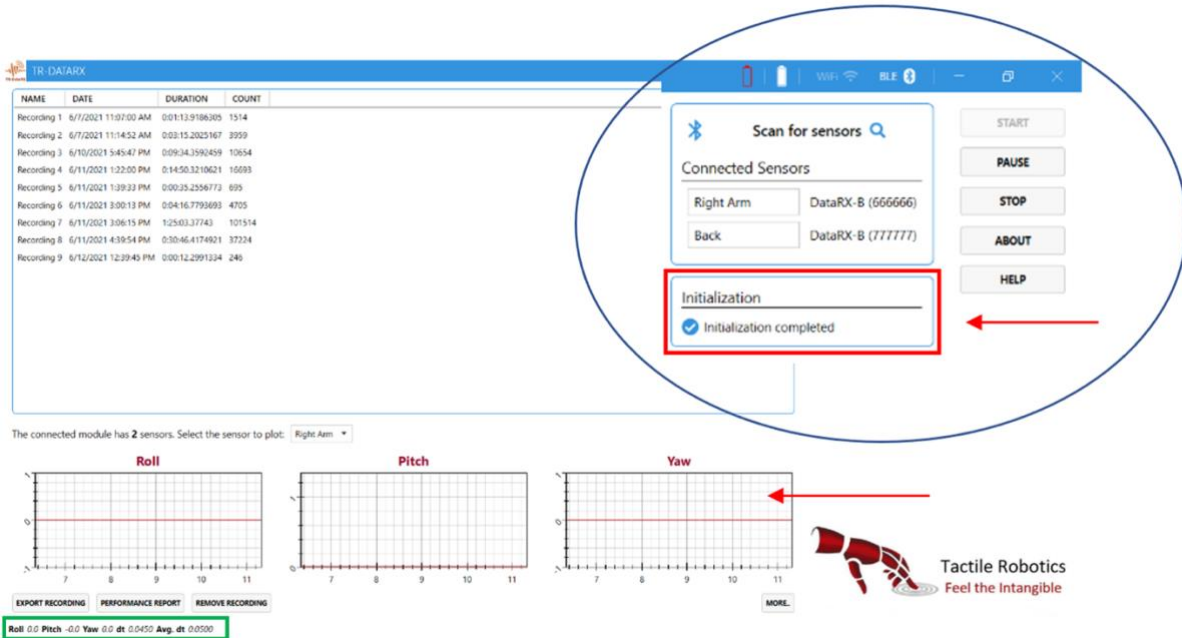 TR-DATARX
WiFi BLE
NAME DATE DURATION COUNT
Recording 1 6/7/2021 11:07:00 AM 0:01:13.9186305 1514
Recording 2 6/7/2021 11:14:52 AM 0:03:15.2025167 3959
Recording 3 6/10/2021 5:45:47 PM 0:09:34.3592459 10654
Recording 4 6/11/2021 1:22:00 PM 0:14:50.3210621 16693
Recording 5 6/11/2021 1:39:33 PM 0:00:35.2556773 695
Recording 6 6/11/2021 3:00:13 PM 0:04:16.7793693 4705
Recording 7 6/11/2021 3:06:15 PM 1:25:03.37743 101514
Recording 8 6/11/2021 4:39:54 PM 0:30:46.4174921 37224
Recording 9 6/12/2021 12:39:45 PM 0:00:12.2991334 246
Scan for sensors
Connected Sensors
Right Arm DataRX-B (666666)
Back DataRX-B (777777)
Initialization
Initialization completed
START
PAUSE
STOP
ABOUT
HELP
The connected module has 2 sensors. Select the sensor to plot: Right Arm
Roll
1
0
-1
7 8 9 10 11
Pitch
0
7 8 9 10 11
Yaw
1
0
-1
7 8 9 10 11
EXPORT RECORDING PERFORMANCE REPORT REMOVE RECORDING MORE..
Roll 0.0 Pitch -0.0 Yaw 0.0 dt 0.0450 Avg. dt 0.0500
Tactile Robotics
Feel the Intangible